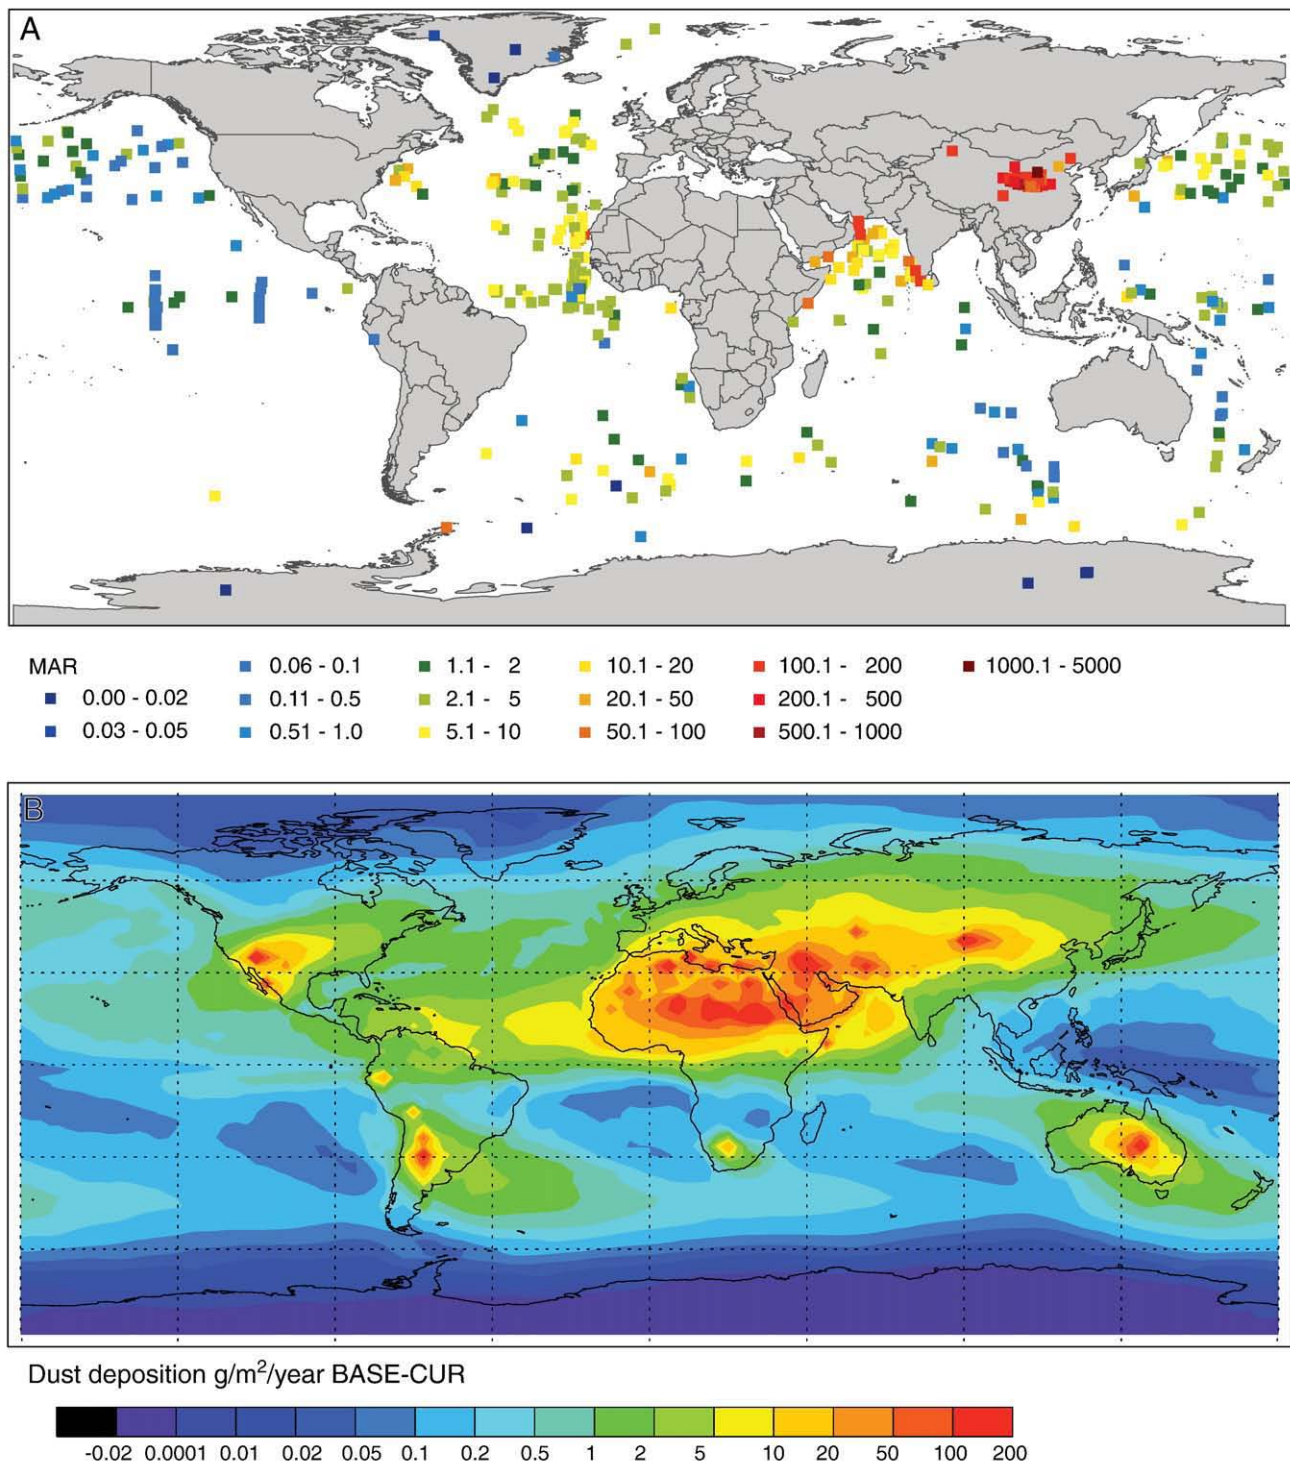 A
MAR
0.06 - 0.1 1.1 - 2 10.1 - 20 100.1 - 200 1000.1 - 5000
0.00 - 0.02 0.11 - 0.5 2.1 - 5 20.1 - 50 200.1 - 500
0.03 - 0.05 0.51 - 1.0 5.1 - 10 50.1 - 100 500.1 - 1000
B
Dust deposition g/m²/year BASE-CUR
-0.02 0.0001 0.01 0.02 0.05 0.1 0.2 0.5 1 2 5 10 20 50 100 200